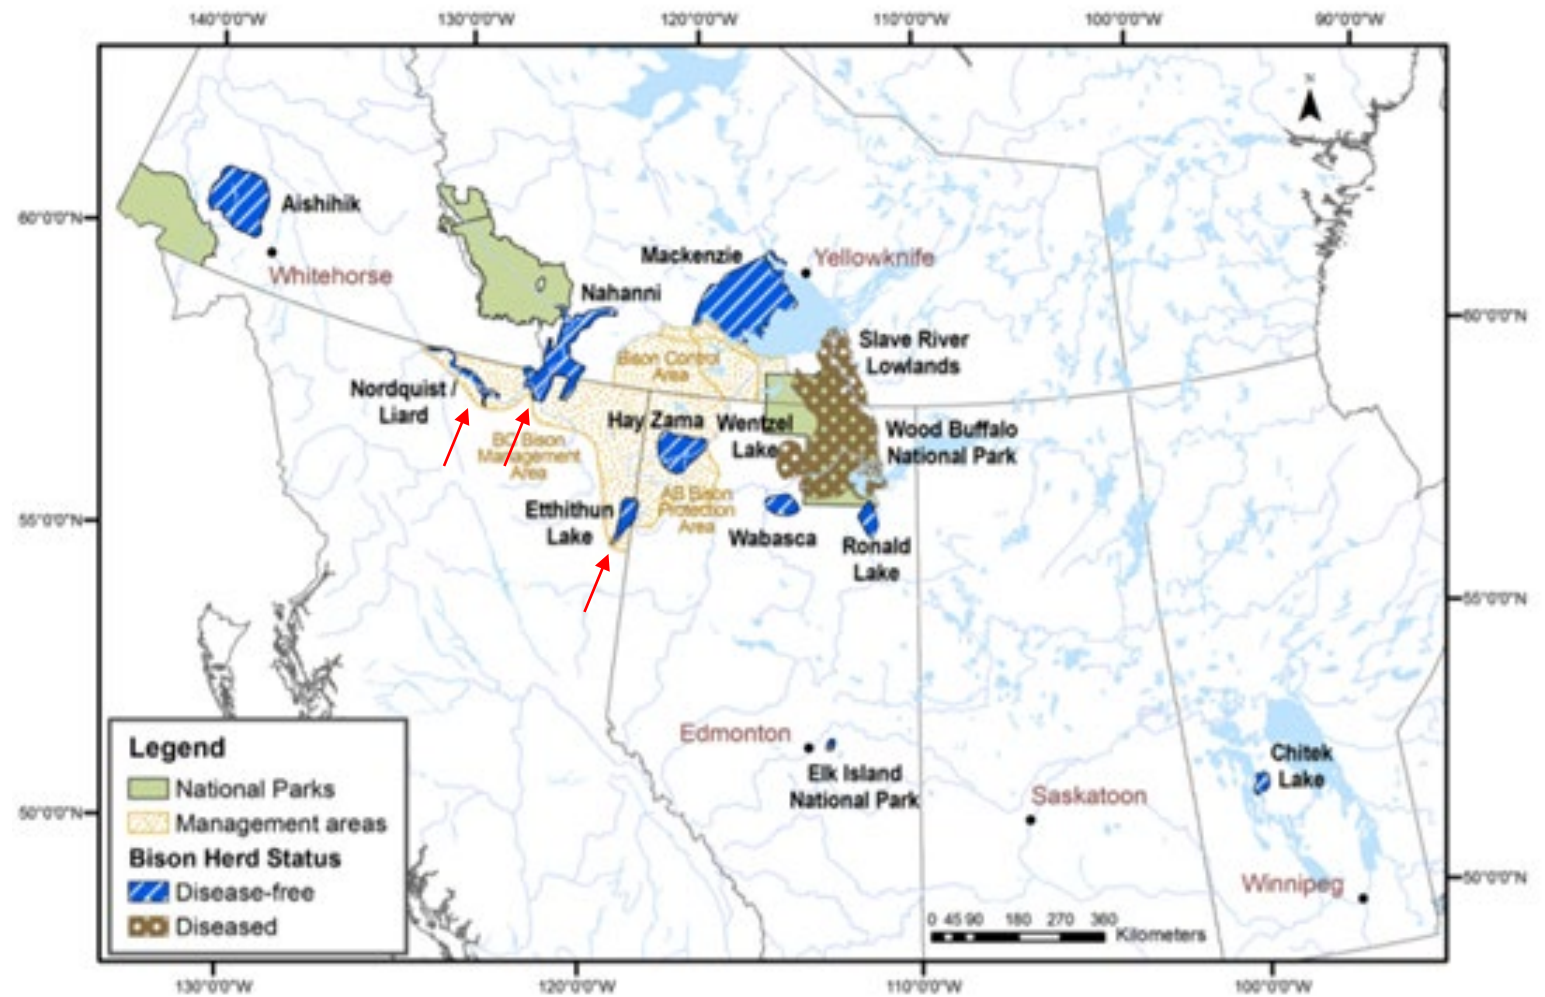 140°0'0"W
130°0'0"W
120°0'0"W
110°0'0"W
100°0'0"W
90°0'0"W
N
Aishihik
60°0'0"N
Whitehorse
Mackenzie
Yellowknife
Nahanni
60°0'0"N
Slave River
Lowlands
Bison Control
Area
Nordquist /
Liard
Hay Zama
Wentzel
Lake
Wood Buffalo
National Park
BC Bison
Management
Area
AB Bison
Protection
Area
Etthithun
Lake
55°0'0"N
Wabasca
Ronald
Lake
55°0'0"N
Edmonton
Elk Island
National Park
Chitek
Lake
Saskatoon
50°0'0"N
Winnipeg
50°0'0"N
Legend
National Parks
Management areas
Bison Herd Status
Disease-free
Diseased
0 45 90 180 270 360
Kilometers
130°0'0"W
120°0'0"W
110°0'0"W
100°0'0"W